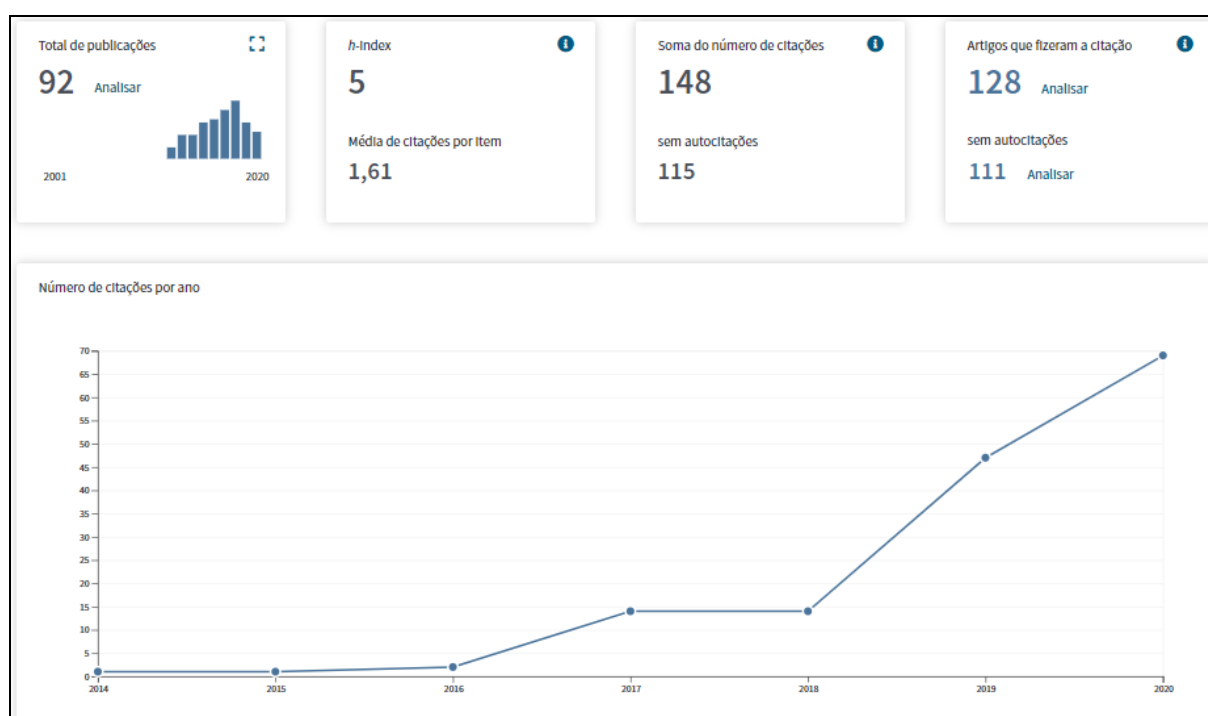 Total de publicações
92 Analisar
2001 2020
h-Index
5
Média de citações por item
1,61
Soma do número de citações
148
sem autocitações
115
Artigos que fizeram a citação
128 Analisar
sem autocitações
111 Analisar
Número de citações por ano
70
65
60
55
50
45
40
35
30
25
20
15
10
5
0
2014 2015 2016 2017 2018 2019 2020